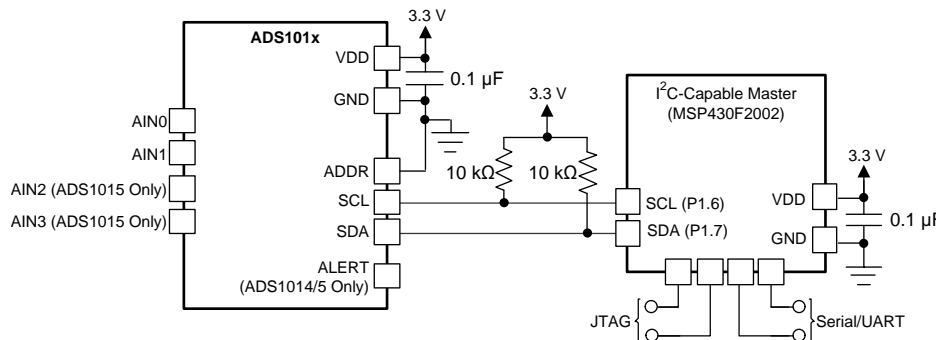 3.3 V
ADS101x
VDD
0.1 µF
GND
AIN0
AIN1
AIN2 (ADS1015 Only)
AIN3 (ADS1015 Only)
ADDR
SCL
SDA
ALERT
(ADS1014/5 Only)
3.3 V
10 kΩ
10 kΩ
I²C-Capable Master
(MSP430F2002)
SCL (P1.6)
SDA (P1.7)
3.3 V
VDD
0.1 µF
GND
JTAG
Serial/UART